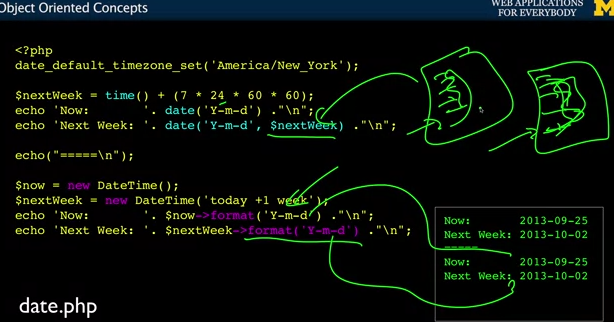 Object Oriented Concepts
WEB APPLICATIONS
FOR EVERYBODY
<?php
date_default_timezone_set('America/New_York');
$nextWeek = time() + (7 * 24 * 60 * 60);
echo 'Now:       '. date('Y-m-d') ."\n";
echo 'Next Week: '. date('Y-m-d', $nextWeek) ."\n";
echo("=====\n");
$now = new DateTime();
$nextWeek = new DateTime('today +1 week');
echo 'Now:       '. $now->format('Y-m-d') ."\n";
echo 'Next Week: '. $nextWeek->format('Y-m-d') ."\n";
Now:       2013-09-25
Next Week: 2013-10-02
=====
Now:       2013-09-25
Next Week: 2013-10-02
date.php